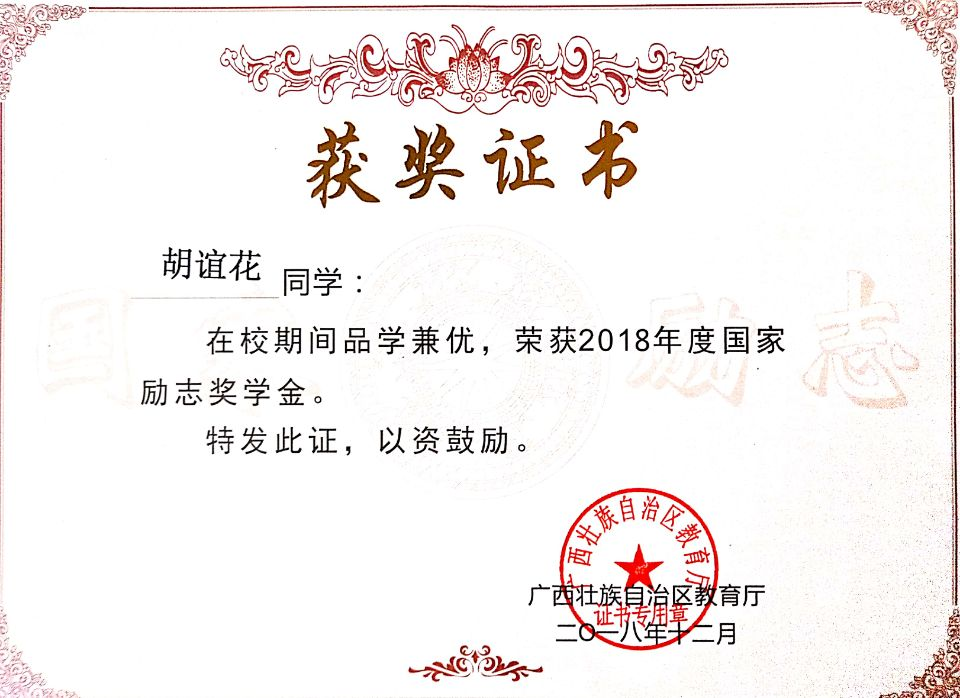 获奖证书
胡谊花 同学：
在校期间品学兼优，荣获2018年度国家
励志奖学金。
特发此证，以资鼓励。
国 励志
广西壮族自治区教育厅
证书专用章
广西壮族自治区教育厅
二〇一八年十二月